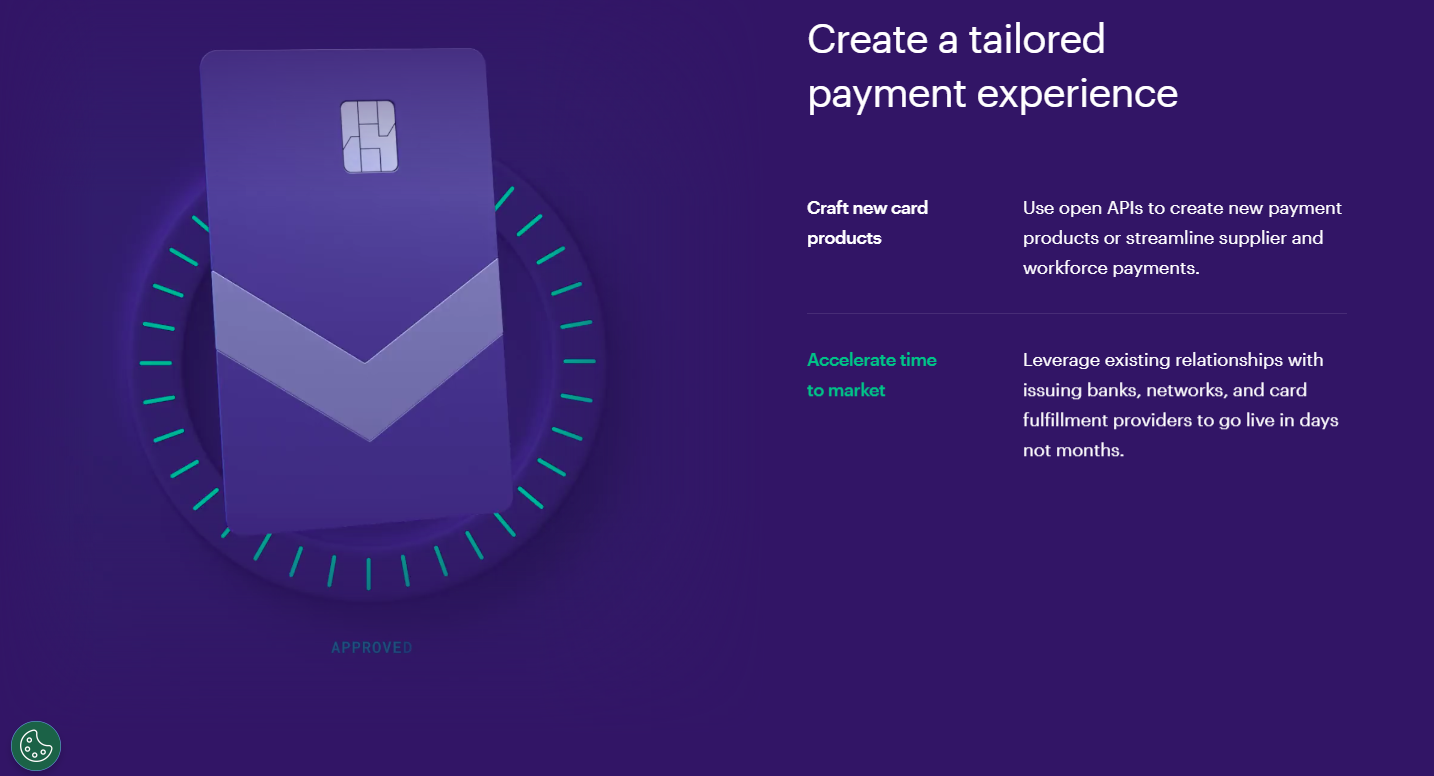 Create a tailored
payment experience
Craft new card
products
Use open APIs to create new payment
products or streamline supplier and
workforce payments.
Accelerate time
to market
Leverage existing relationships with
issuing banks, networks, and card
fulfillment providers to go live in days
not months.
APPROVED